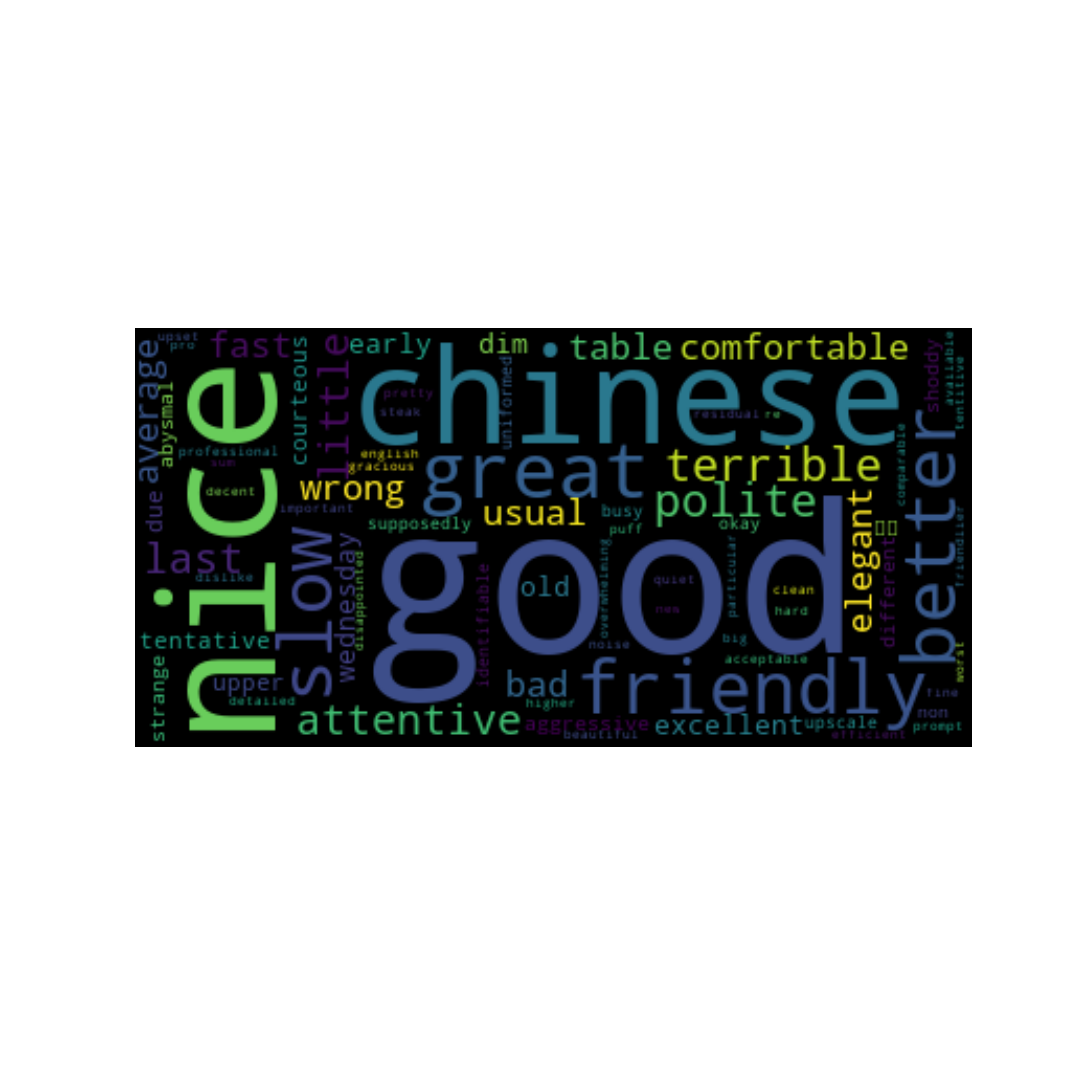 upset
pro
fast
early
dim
table
comfortable
average
abysmal
courteous
little
uniformed
chinese
pretty
steak
residual
re
shoddy
available
tentitive
nice
professional
sum
english
gracious
great
terrible
comparable
better
decent
wrong
usual
busy
polite
due
important
supposedly
puff
okay
elegant
last
dislike
slow
wednesday
disappointed
good
old
overwhelming
quiet
new
particular
clean
hard
different
friendlier
identifiable
tentative
noise
big
acceptable
worst
strange
upper
detailed
bad
higher
friendly
fine
non
attentive
aggressive
beautiful
excellent
upscale
efficient
prompt